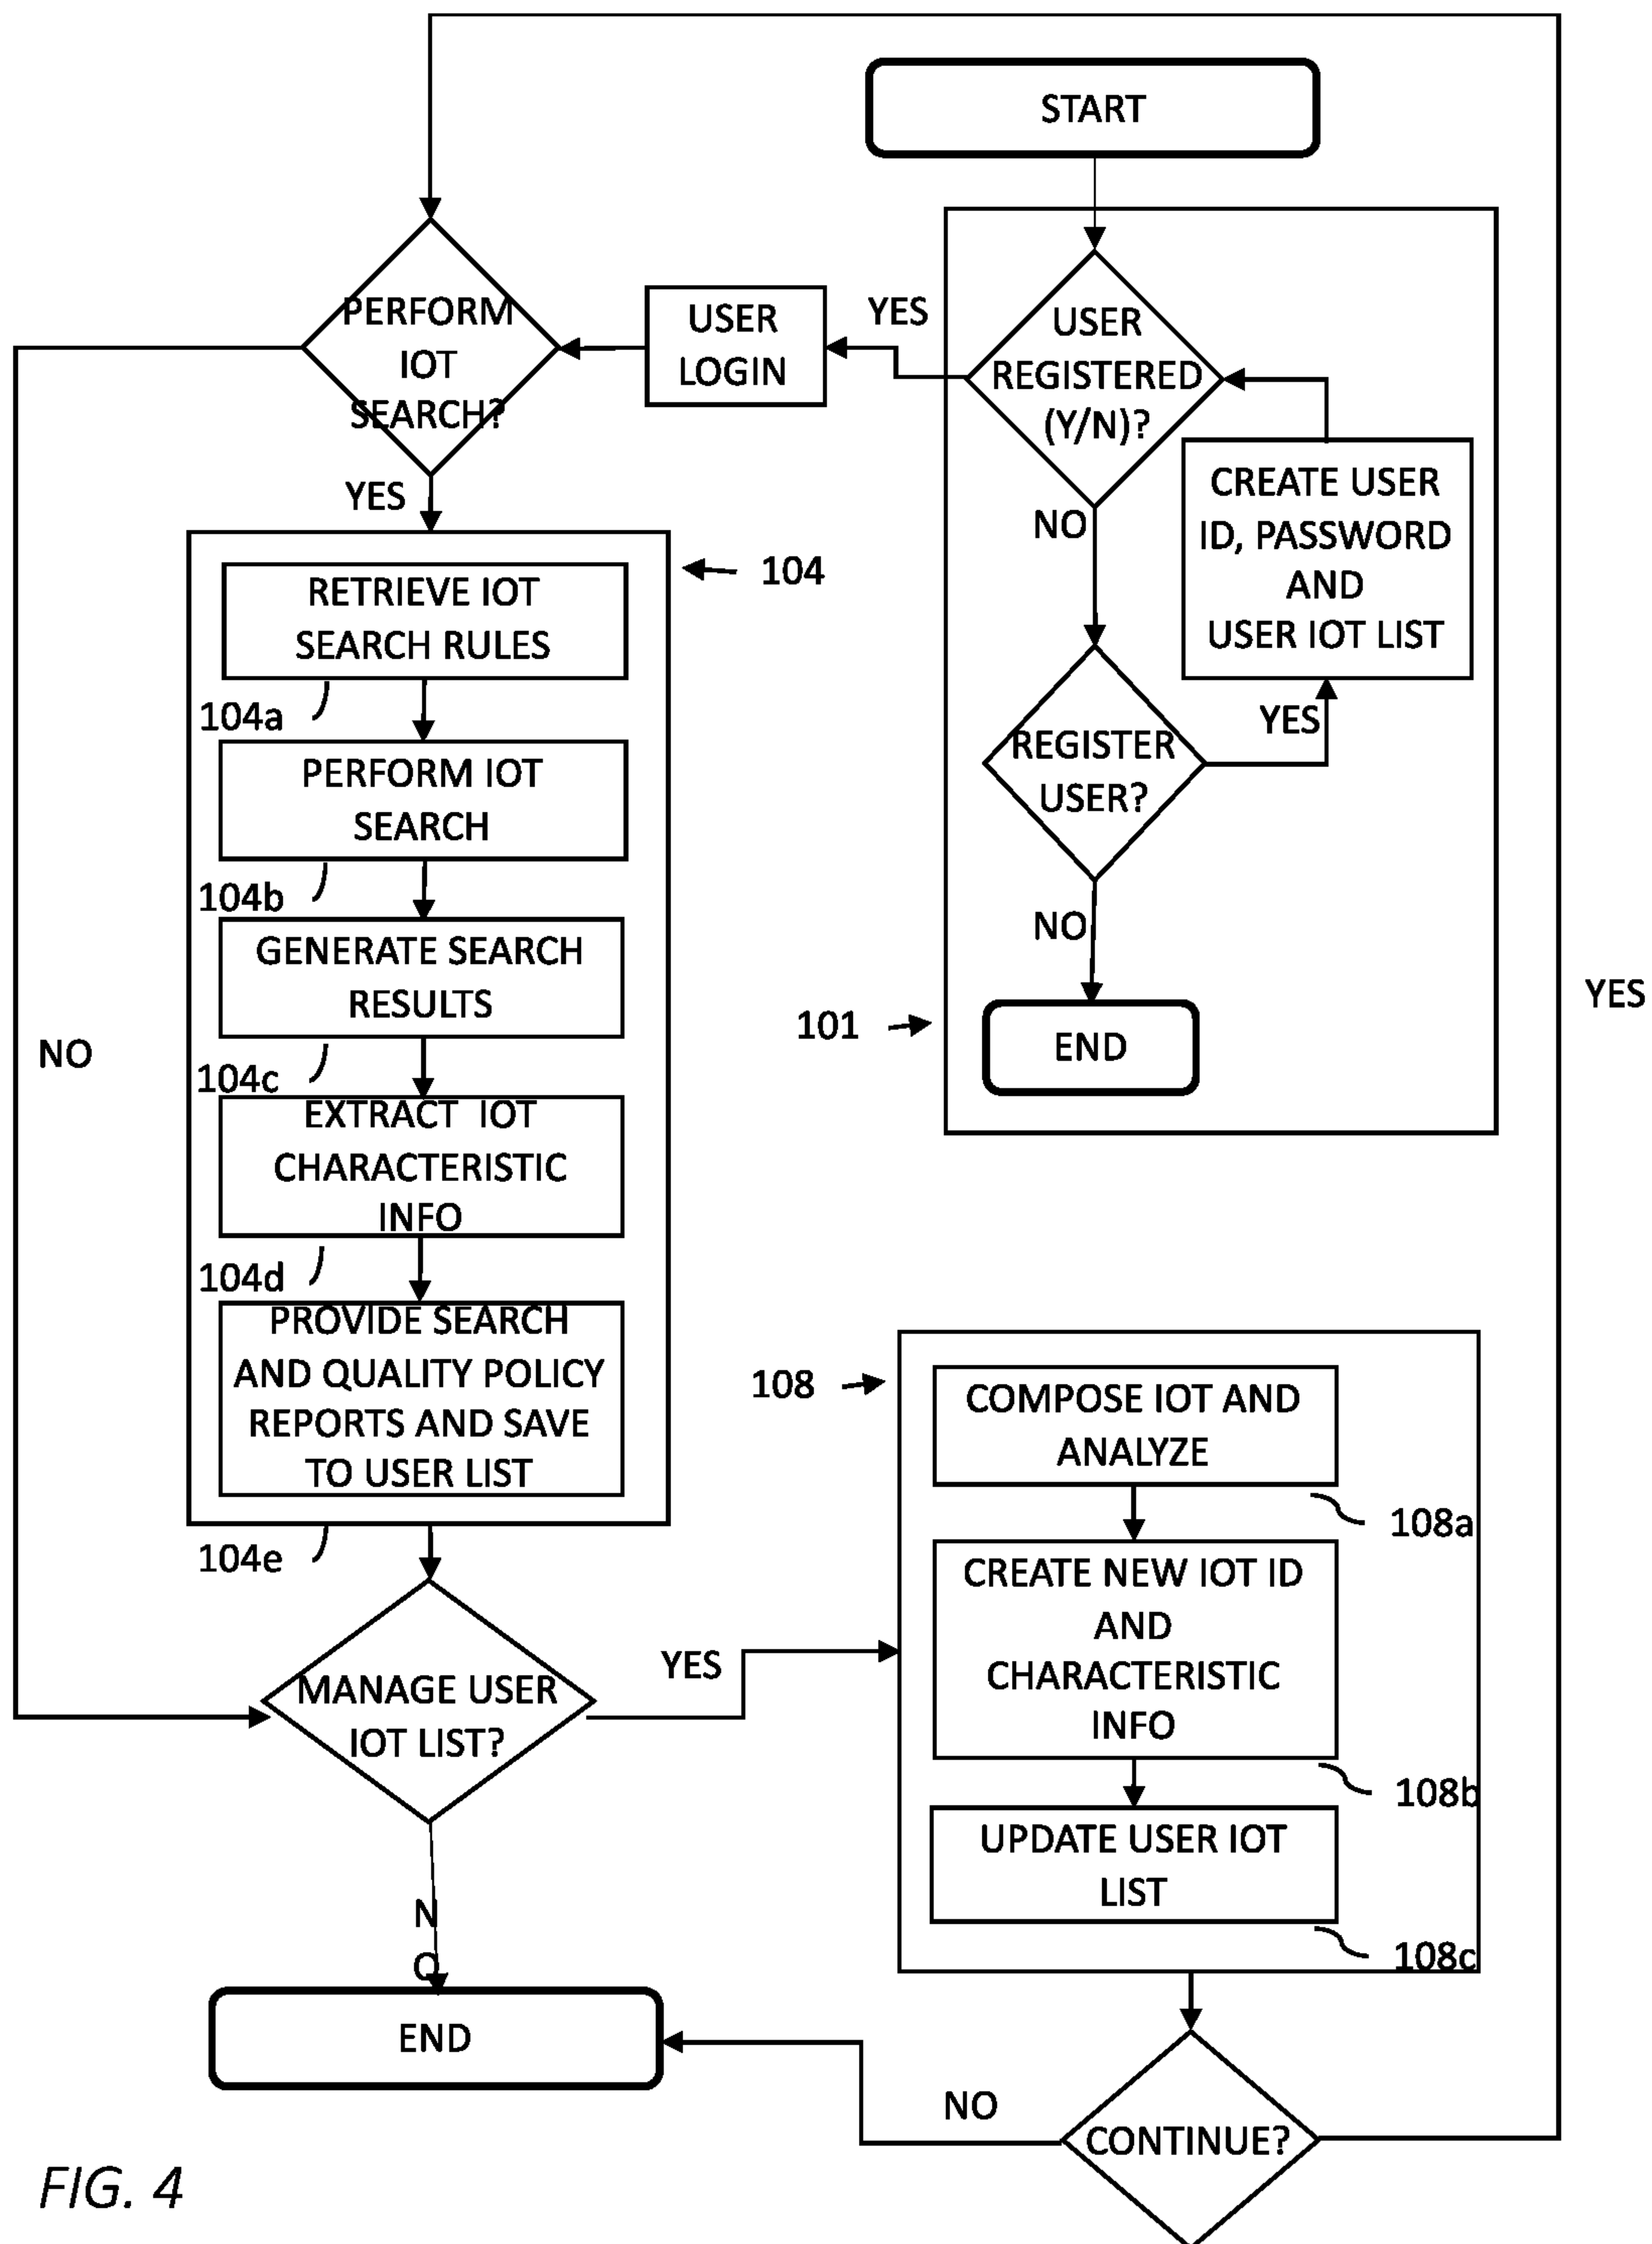 START
USER
REGISTERED
(Y/N)?
YES
USER
LOGIN
PERFORM
IOT
SEARCH?
NO
CREATE USER
ID, PASSWORD
AND
USER IOT LIST
YES
REGISTER
USER?
NO
END
101
YES
104
RETRIEVE IOT
SEARCH RULES
104a
PERFORM IOT
SEARCH
104b
GENERATE SEARCH
RESULTS
104c
EXTRACT IOT
CHARACTERISTIC
INFO
104d
PROVIDE SEARCH
AND QUALITY POLICY
REPORTS AND SAVE
TO USER LIST
104e
NO
YES
MANAGE USER
IOT LIST?
YES
108
COMPOSE IOT AND
ANALYZE
108a
CREATE NEW IOT ID
AND
CHARACTERISTIC
INFO
108b
UPDATE USER IOT
LIST
108c
N
O
END
NO
CONTINUE?
FIG. 4